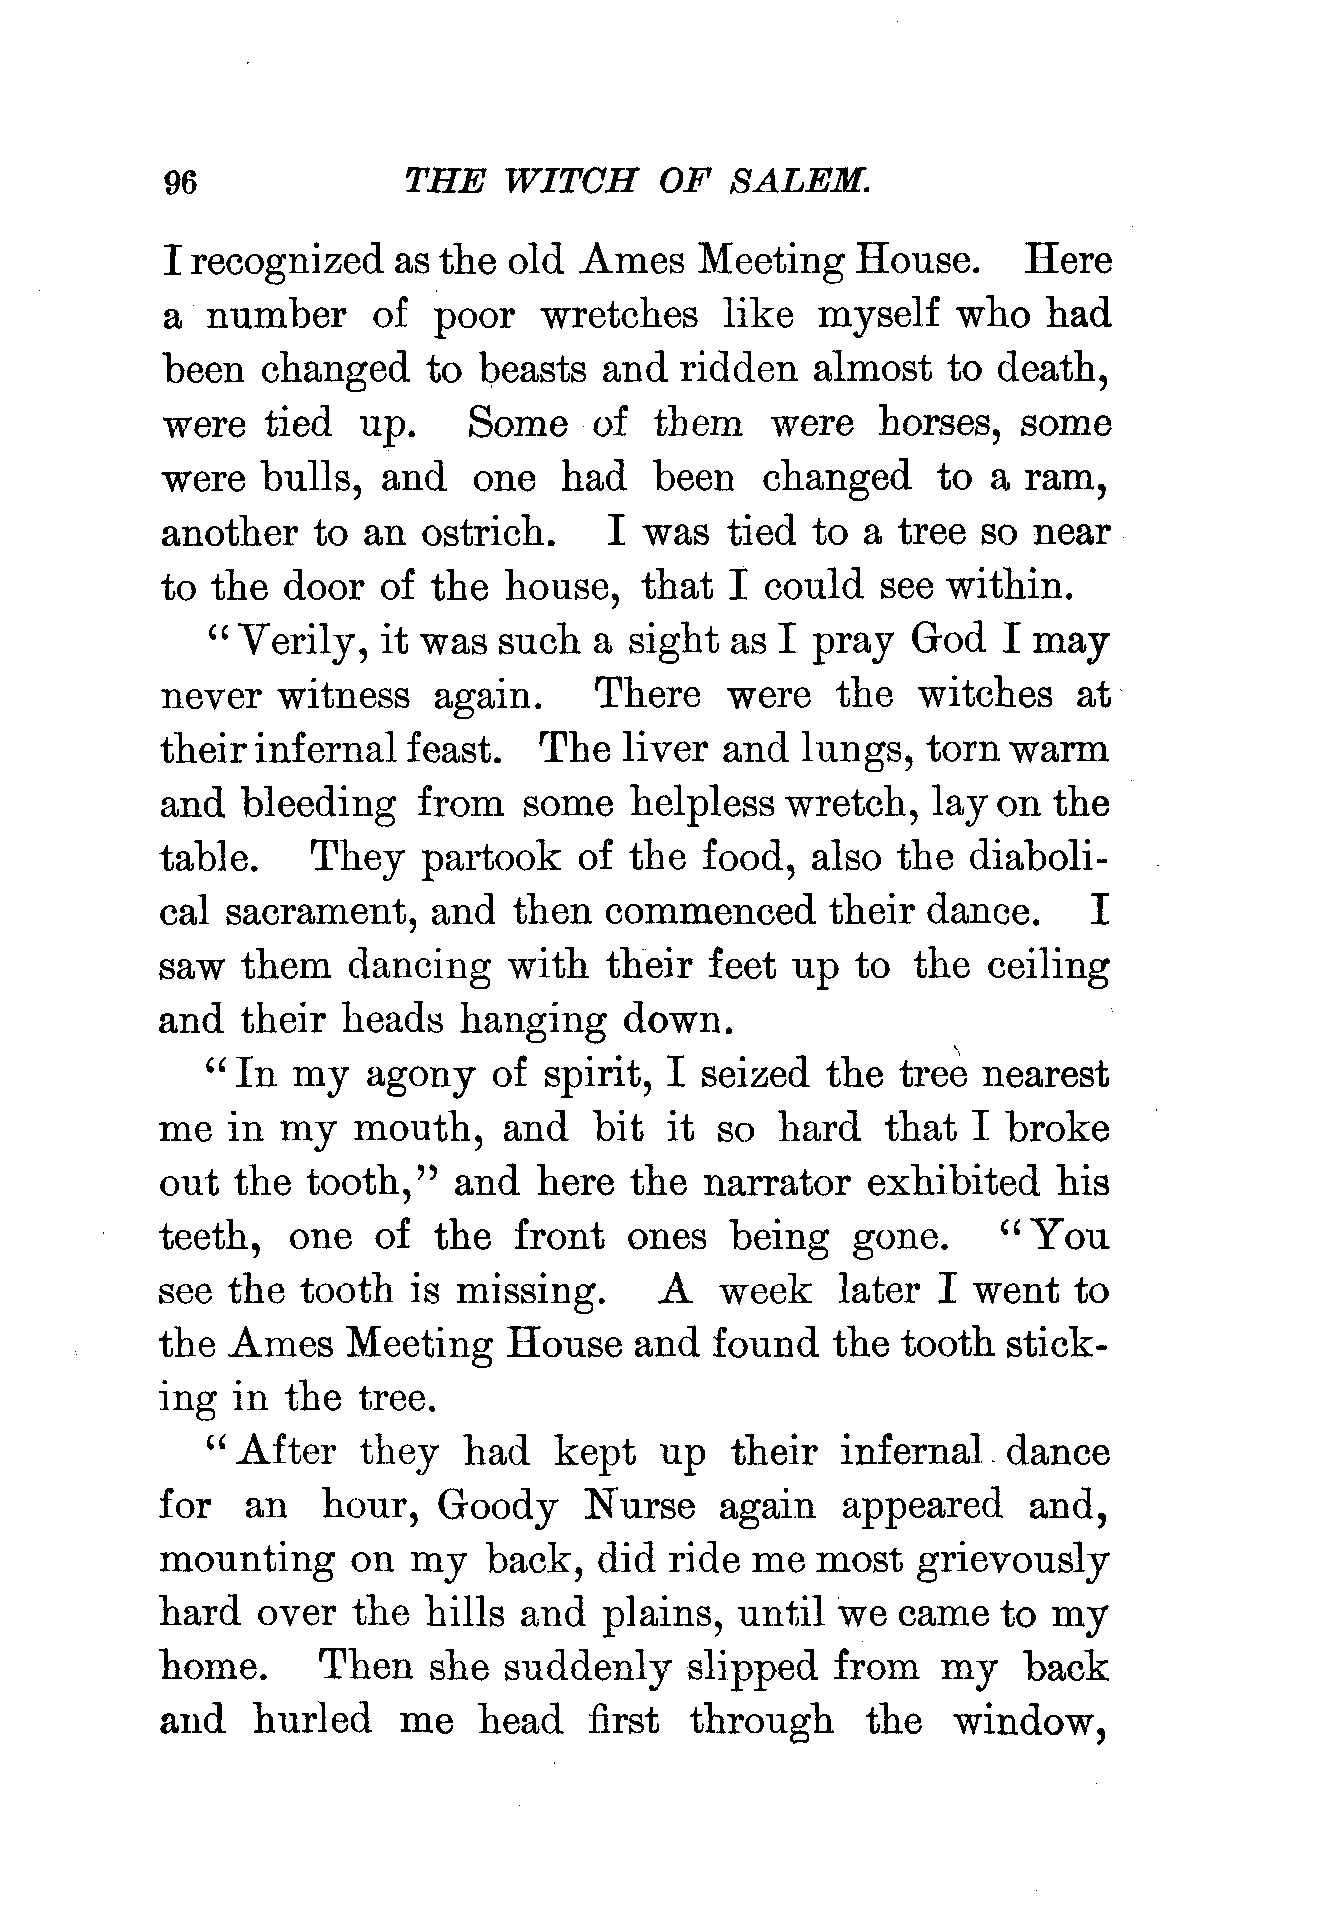 96 THE WITCH OF SALEM.
I recognized as the old Ames Meeting House. Here
a number of poor wretches like myself who had
been changed to beasts and ridden almost to death,
were tied up. Some of them were horses, some
were bulls, and one had been changed to a ram,
another to an ostrich. I was tied to a tree so near
to the door of the house, that I could see within.
"Verily, it was such a sight as I pray God I may
never witness again. There were the witches at
their infernal feast. The liver and lungs, torn warm
and bleeding from some helpless wretch, lay on the
table. They partook of the food, also the diaboli-
cal sacrament, and then commenced their dance. I
saw them dancing with their feet up to the ceiling
and their heads hanging down.
"In my agony of spirit, I seized the tree nearest
me in my mouth, and bit it so hard that I broke
out the tooth," and here the narrator exhibited his
teeth, one of the front ones being gone. "You
see the tooth is missing. A week later I went to
the Ames Meeting House and found the tooth stick-
ing in the tree.
"After they had kept up their infernal dance
for an hour, Goody Nurse again appeared and,
mounting on my back, did ride me most grievously
hard over the hills and plains, until we came to my
home. Then she suddenly slipped from my back
and hurled me head first through the window,